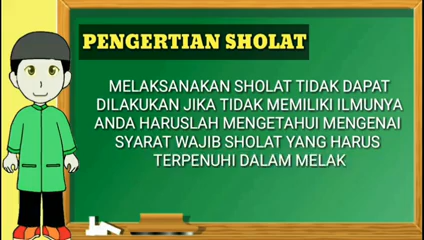 PENGERTIAN SHOLAT
MELAKSANAKAN SHOLAT TIDAK DAPAT
DILAKUKAN JIKA TIDAK MEMILIKI ILMUNYA
ANDA HARUSLAH MENGETAHUI MENGENAI
SYARAT WAJIB SHOLAT YANG HARUS
TERPENUHI DALAM MELAK